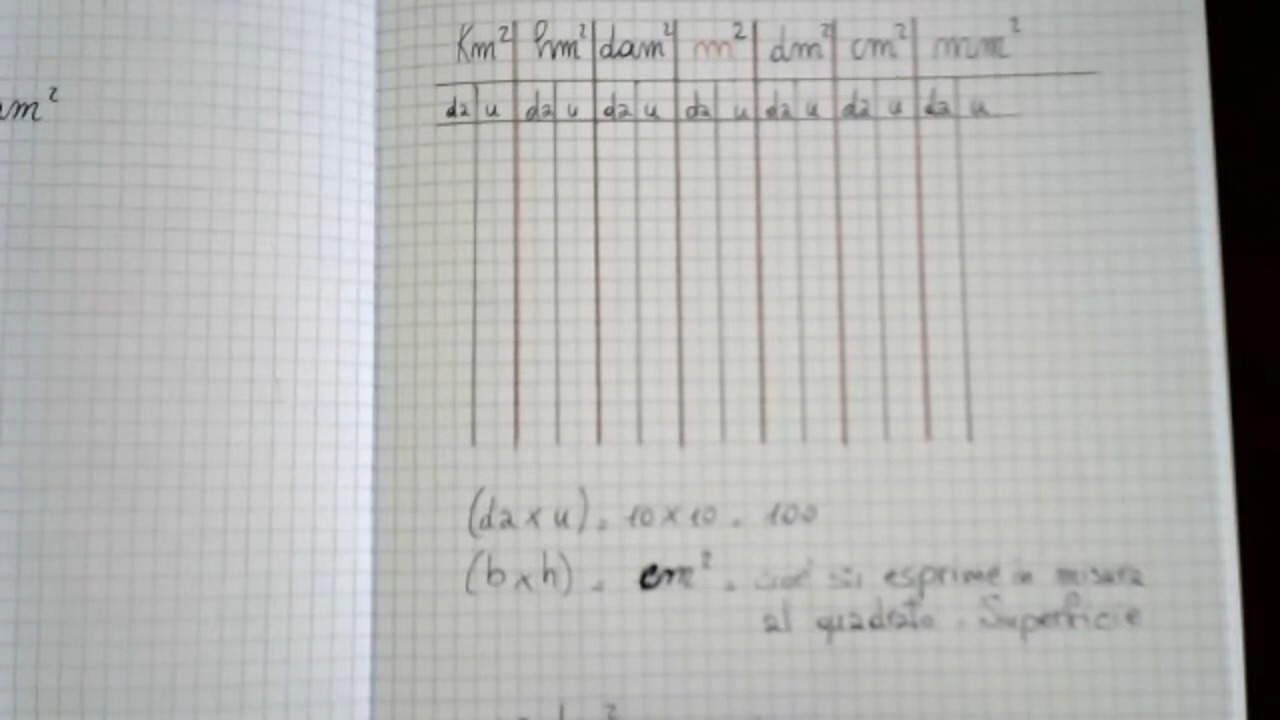 m²
Km² hm² dam² m² dm² cm² mm²
da u da u da u da u da u da u da u
(da x u) = 10 x 10 = 100
(b x h) = cm² = cioè si esprime in misura
al quadrato. Superficie